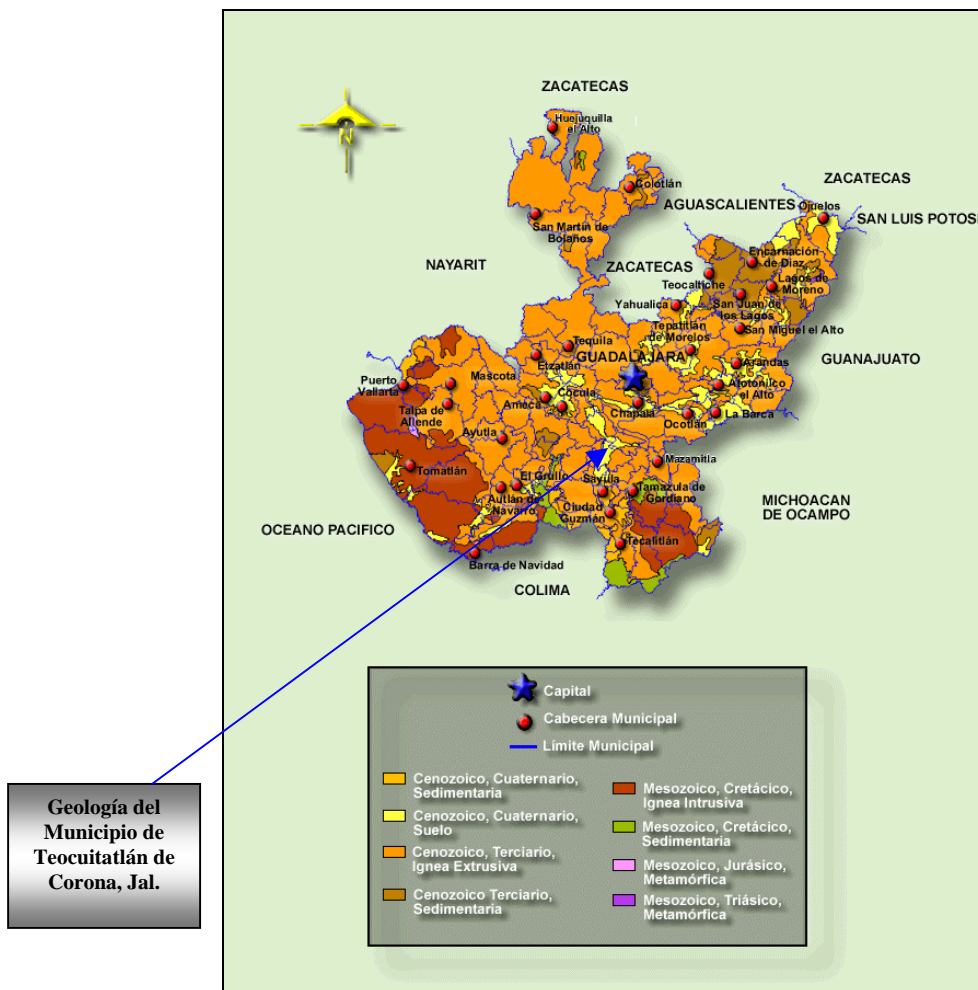 ZACATECAS
Huejuquilla
el Alto
N
Colotlán
ZACATECAS
AGUASCALIENTES
Ojuelos
SAN LUIS POTOS
San Martín de
Bolaños
Encarnación
de Diaz
NAYARIT
ZACATECAS
Teocaltiche
Lagos de
Moreno
Yahualica
San Juan de
los Lagos
Tepatitlán
de Morelos
San Miguel el Alto
Tequila
GUADALAJARA
Etzatlán
Arandas
GUANAJUATO
Puerto
Vallarta
Mascota
Atotonilco
el Alto
Talpa de
Allende
Ameca
Cocula
Chapala
Ocotlán
La Barca
Ayutla
Mazamitla
Tomatlán
El Grullo
Sayula
Tamazula de
Gordiano
Autlán de
Navarro
Ciudad
Guzmán
MICHOACAN
DE OCAMPO
OCEANO PACIFICO
Tecalitlán
Barra de Navidad
COLIMA
Capital
Cabecera Municipal
Límite Municipal
Cenozoico, Cuaternario,
Sedimentaria
Cenozoico, Cuaternario,
Suelo
Cenozoico, Terciario,
Ignea Extrusiva
Cenozoico Terciario,
Sedimentaria
Mesozoico, Cretácico,
Ignea Intrusiva
Mesozoico, Cretácico,
Sedimentaria
Mesozoico, Jurásico,
Metamórfica
Mesozoico, Triásico,
Metamórfica
Geología del
Municipio de
Teocuitatlán de
Corona, Jal.